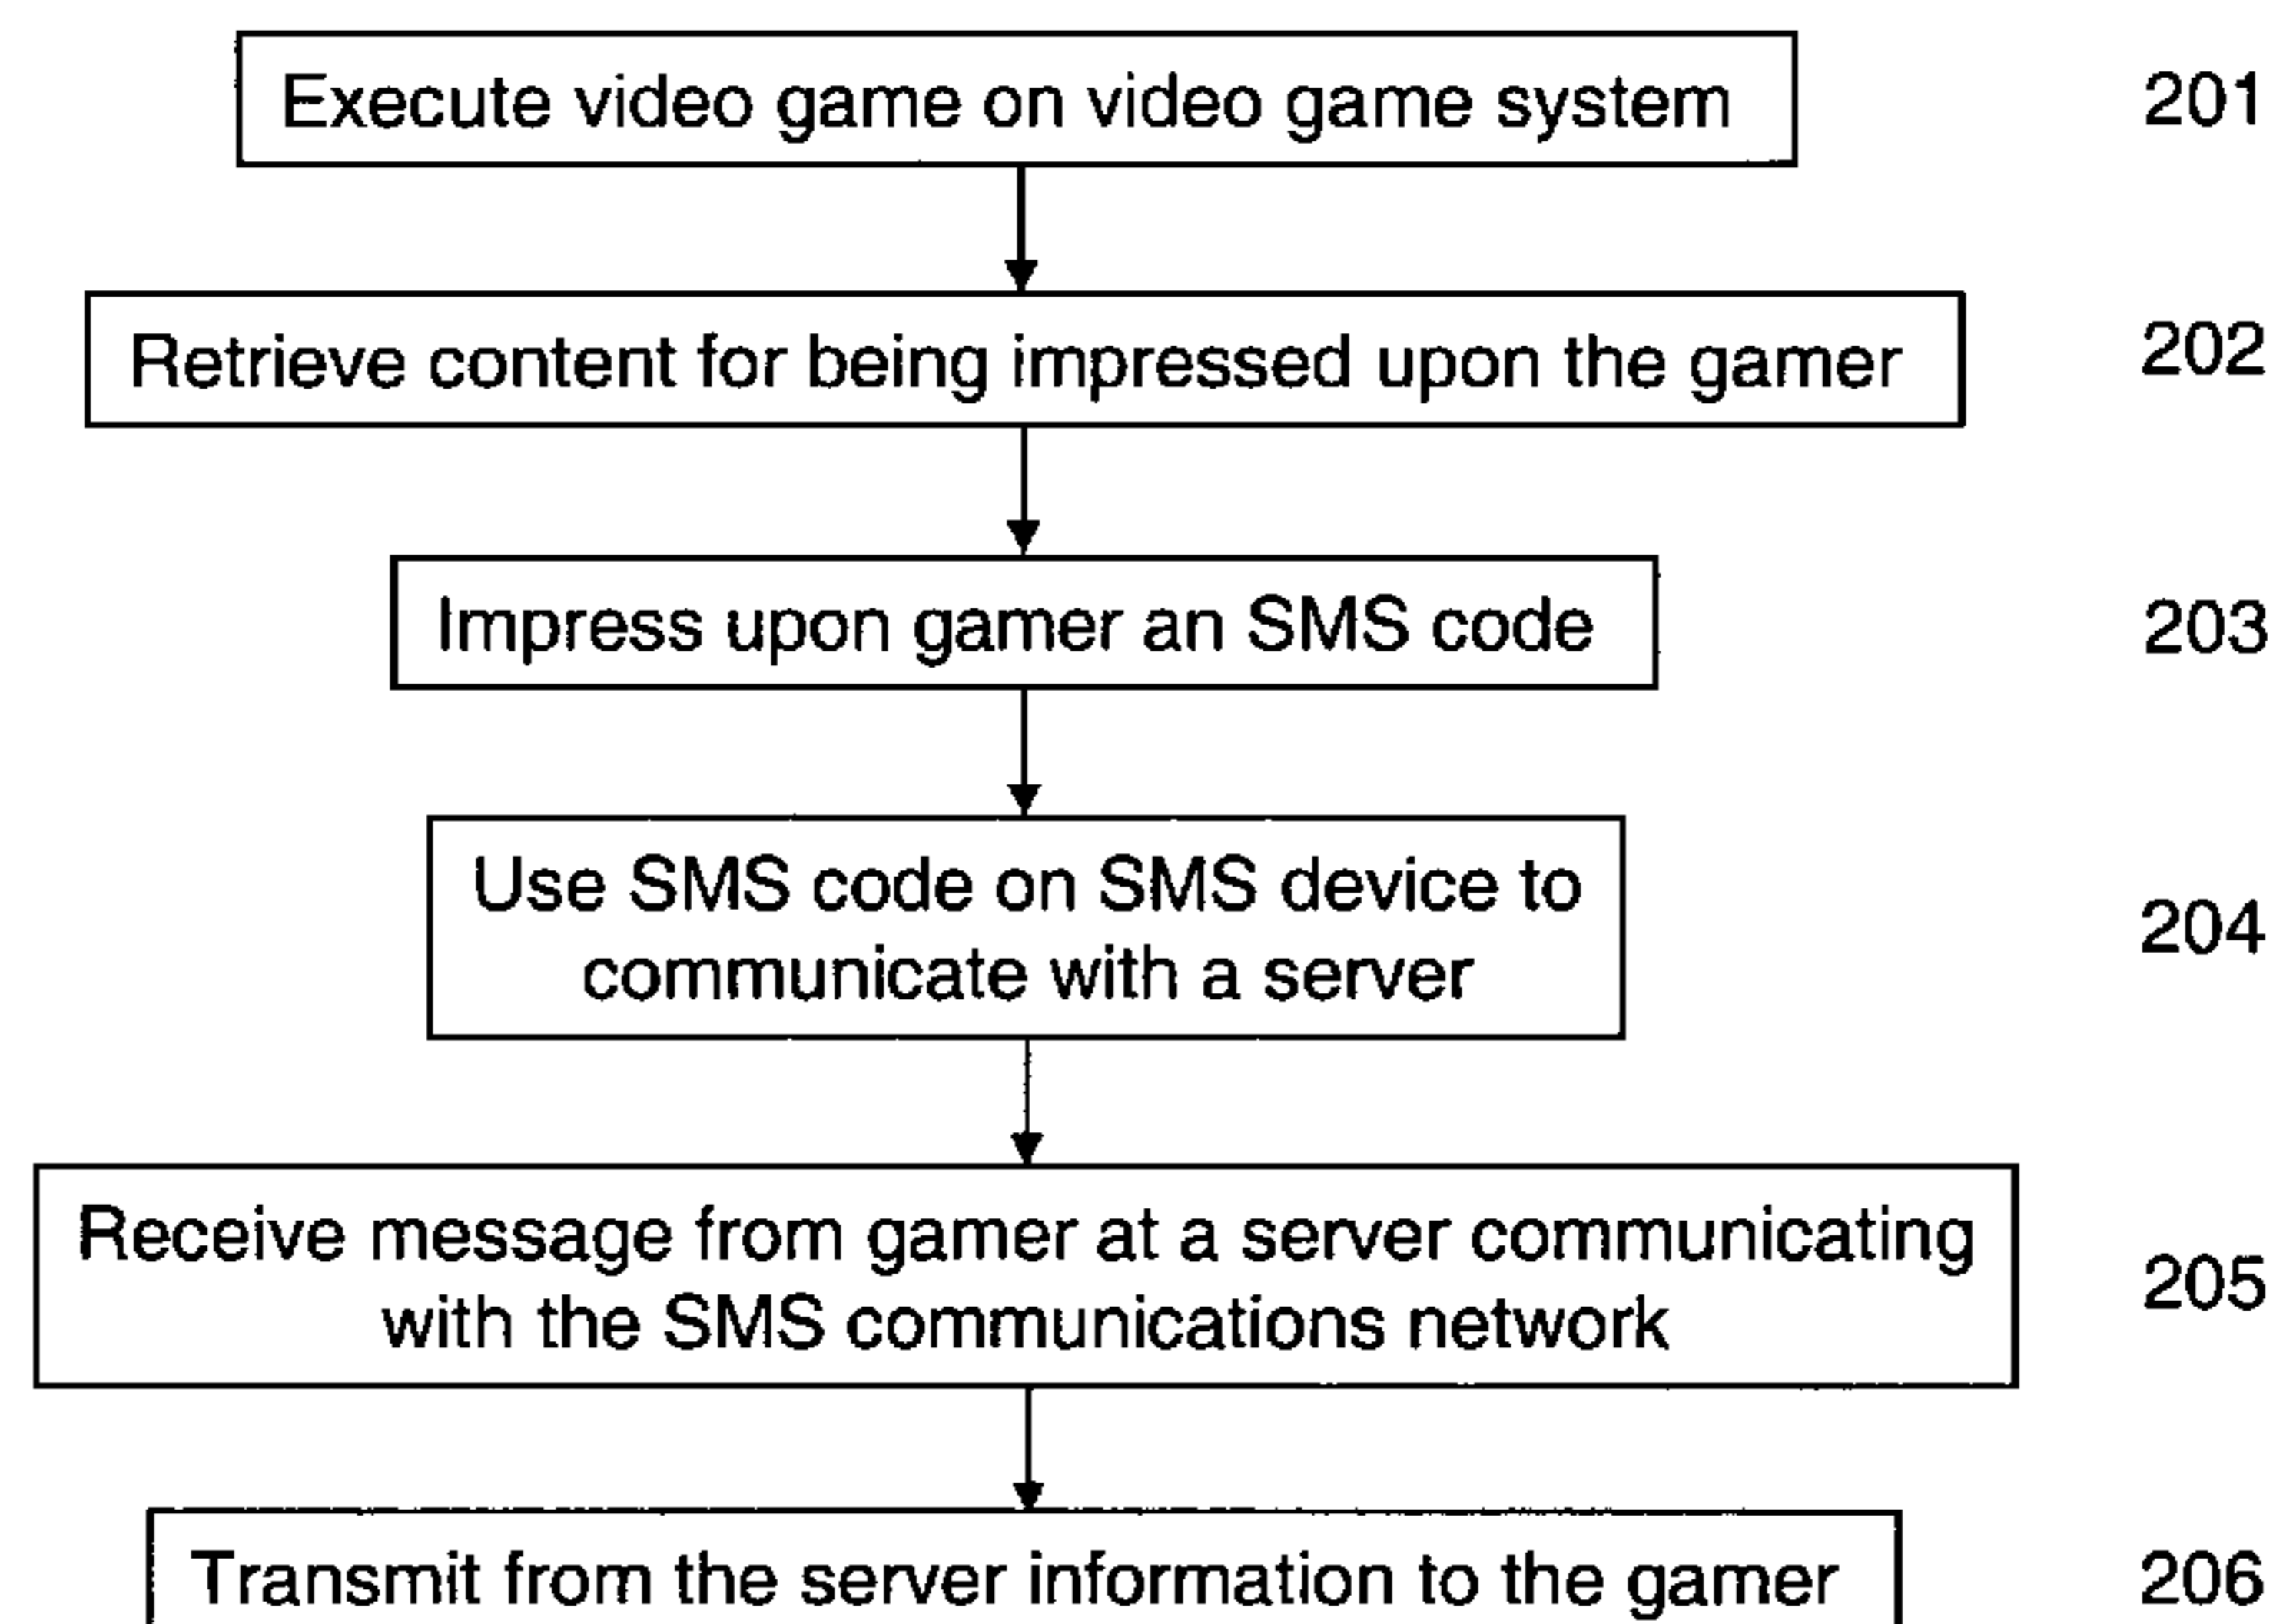 Execute video game on video game system 201
Retrieve content for being impressed upon the gamer 202
Impress upon gamer an SMS code 203
Use SMS code on SMS device to
communicate with a server
204
Receive message from gamer at a server communicating
with the SMS communications network
205
Transmit from the server information to the gamer 206